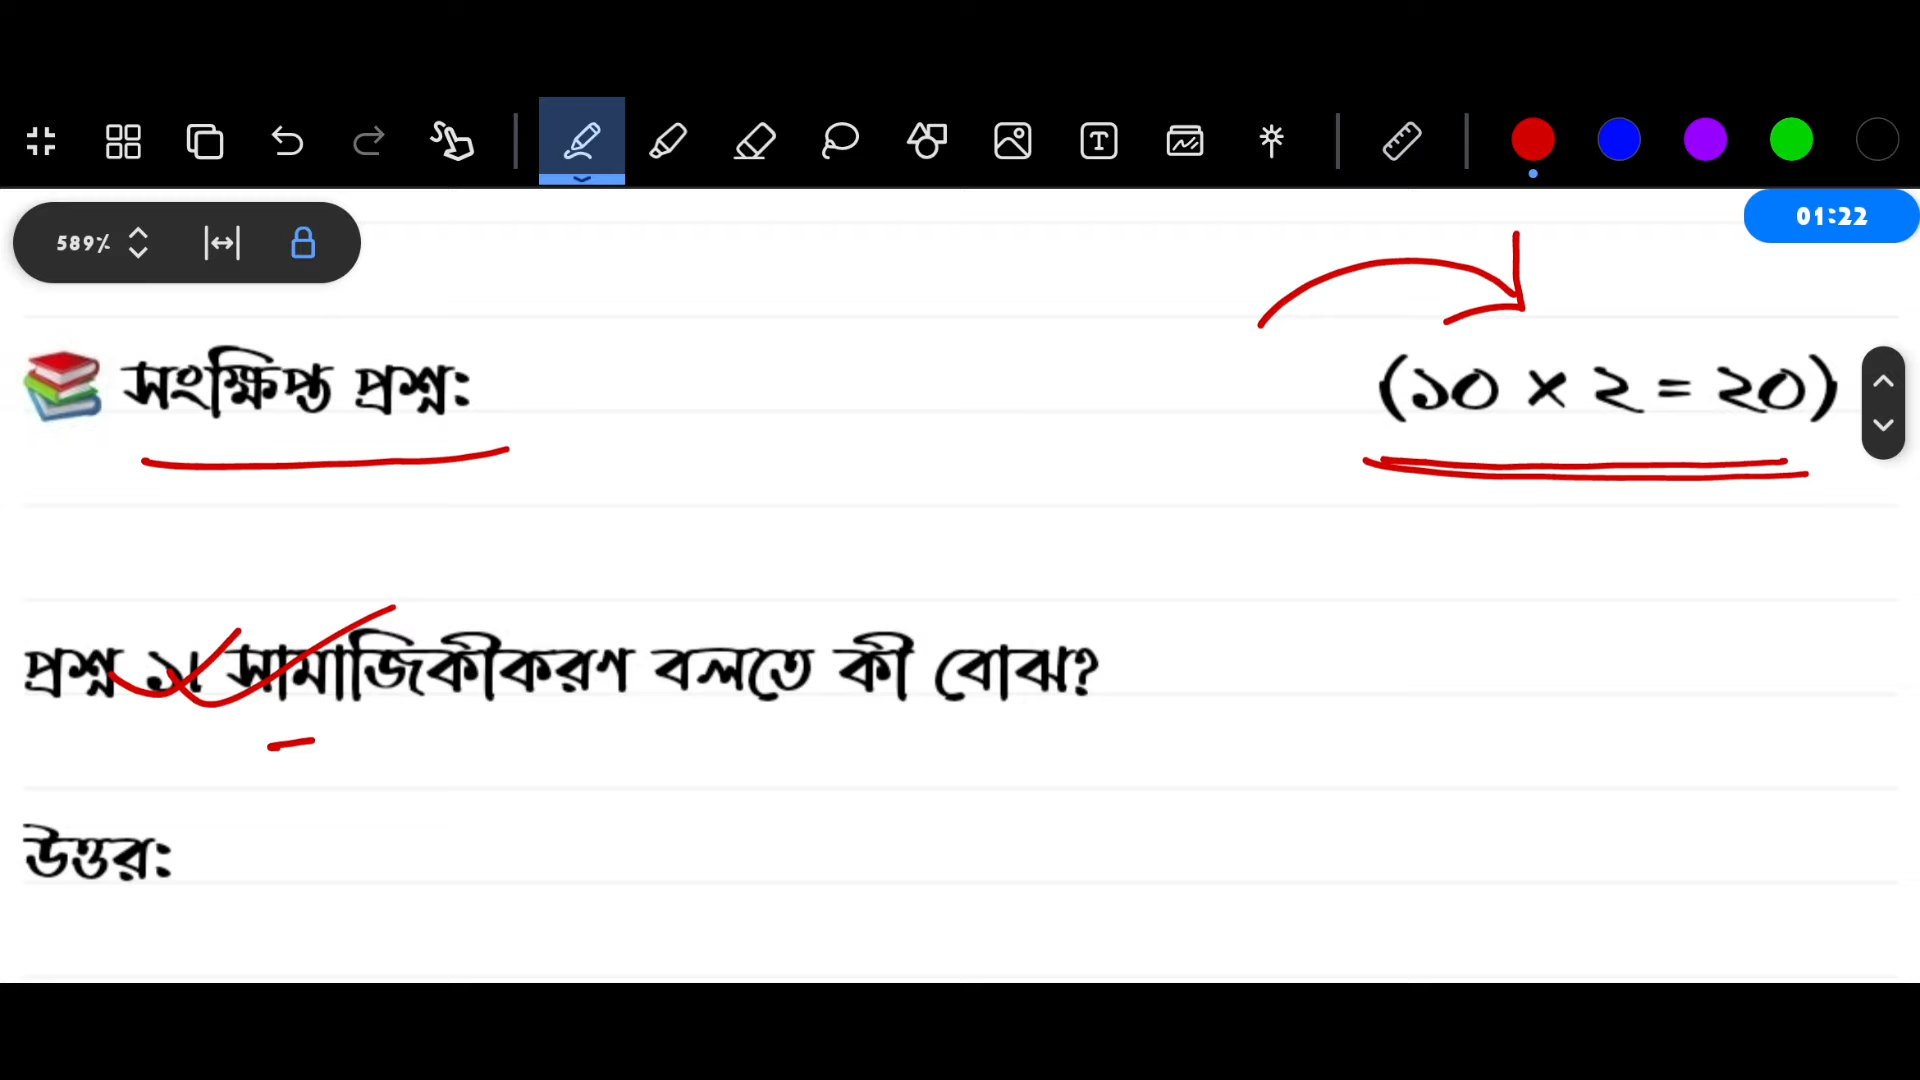 01:22
589%
সংক্ষিপ্ত প্রশ্ন: (১০ × ২ = ২০)
প্রশ্ন ১। সামাজিকীকরণ বলতে কী বোঝ?
উত্তর: